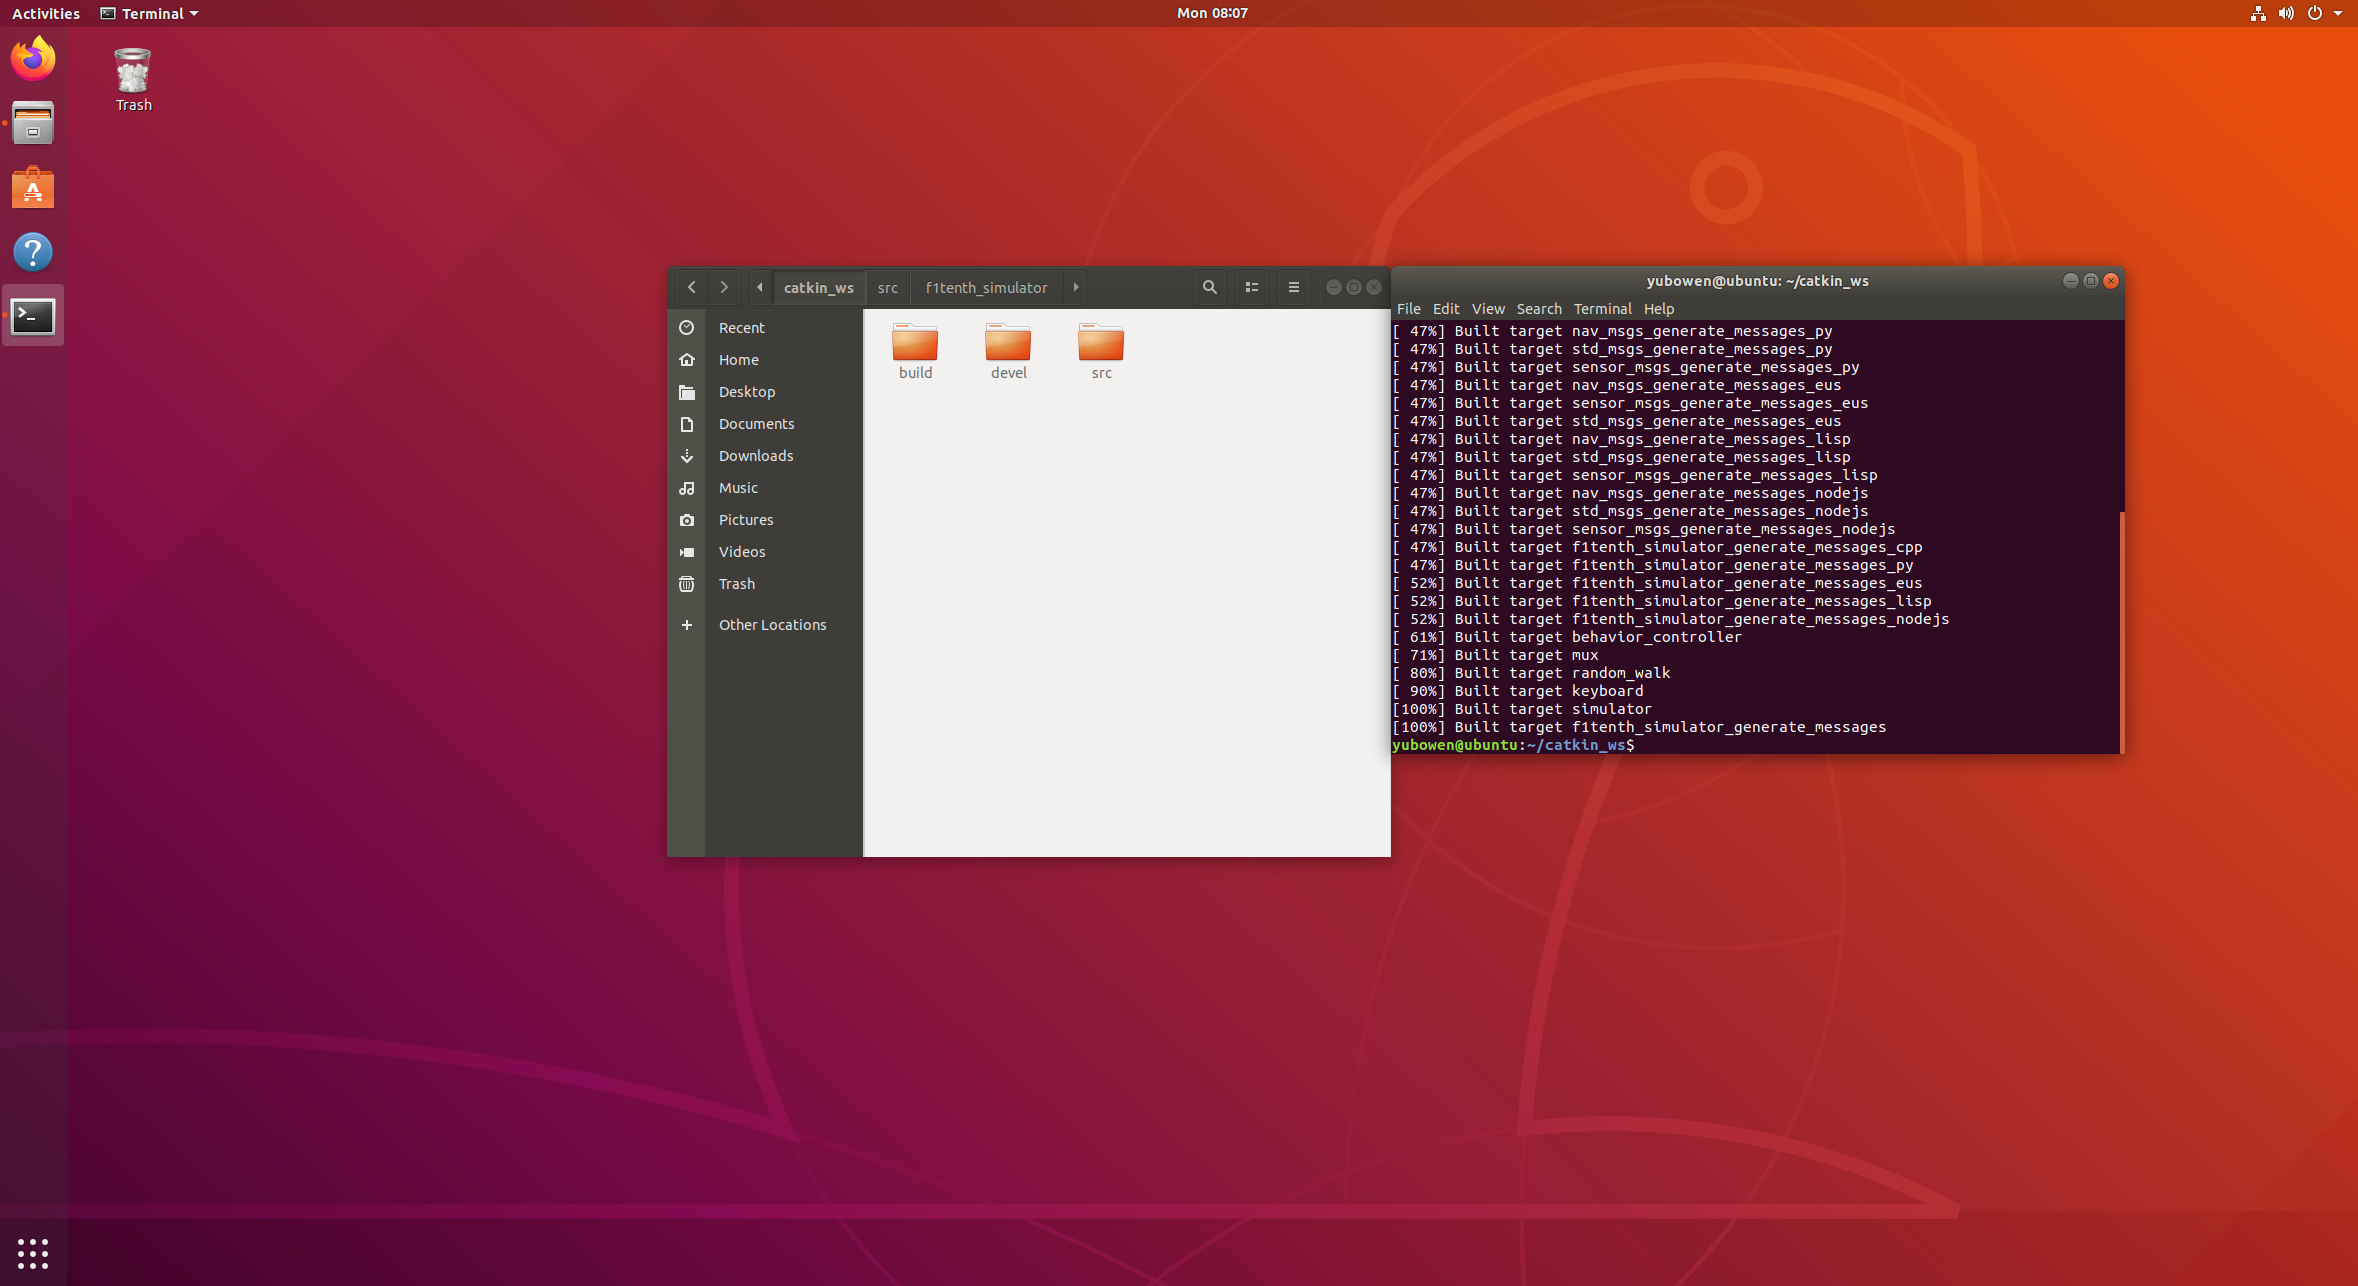 Activities
Terminal
Mon 08:07
Trash
catkin_ws
src
f1tenth_simulator
Recent
Home
Desktop
Documents
Downloads
Music
Pictures
Videos
Trash
Other Locations
build
devel
src
yubowen@ubuntu: ~/catkin_ws
File Edit View Search Terminal Help
[ 47%] Built target nav_msgs_generate_messages_py
[ 47%] Built target std_msgs_generate_messages_py
[ 47%] Built target sensor_msgs_generate_messages_py
[ 47%] Built target nav_msgs_generate_messages_eus
[ 47%] Built target sensor_msgs_generate_messages_eus
[ 47%] Built target std_msgs_generate_messages_eus
[ 47%] Built target nav_msgs_generate_messages_lisp
[ 47%] Built target std_msgs_generate_messages_lisp
[ 47%] Built target sensor_msgs_generate_messages_lisp
[ 47%] Built target nav_msgs_generate_messages_nodejs
[ 47%] Built target std_msgs_generate_messages_nodejs
[ 47%] Built target sensor_msgs_generate_messages_nodejs
[ 47%] Built target f1tenth_simulator_generate_messages_cpp
[ 47%] Built target f1tenth_simulator_generate_messages_py
[ 52%] Built target f1tenth_simulator_generate_messages_eus
[ 52%] Built target f1tenth_simulator_generate_messages_lisp
[ 52%] Built target f1tenth_simulator_generate_messages_nodejs
[ 61%] Built target behavior_controller
[ 71%] Built target mux
[ 80%] Built target random_walk
[ 90%] Built target keyboard
[100%] Built target simulator
[100%] Built target f1tenth_simulator_generate_messages
yubowen@ubuntu:~/catkin_ws$